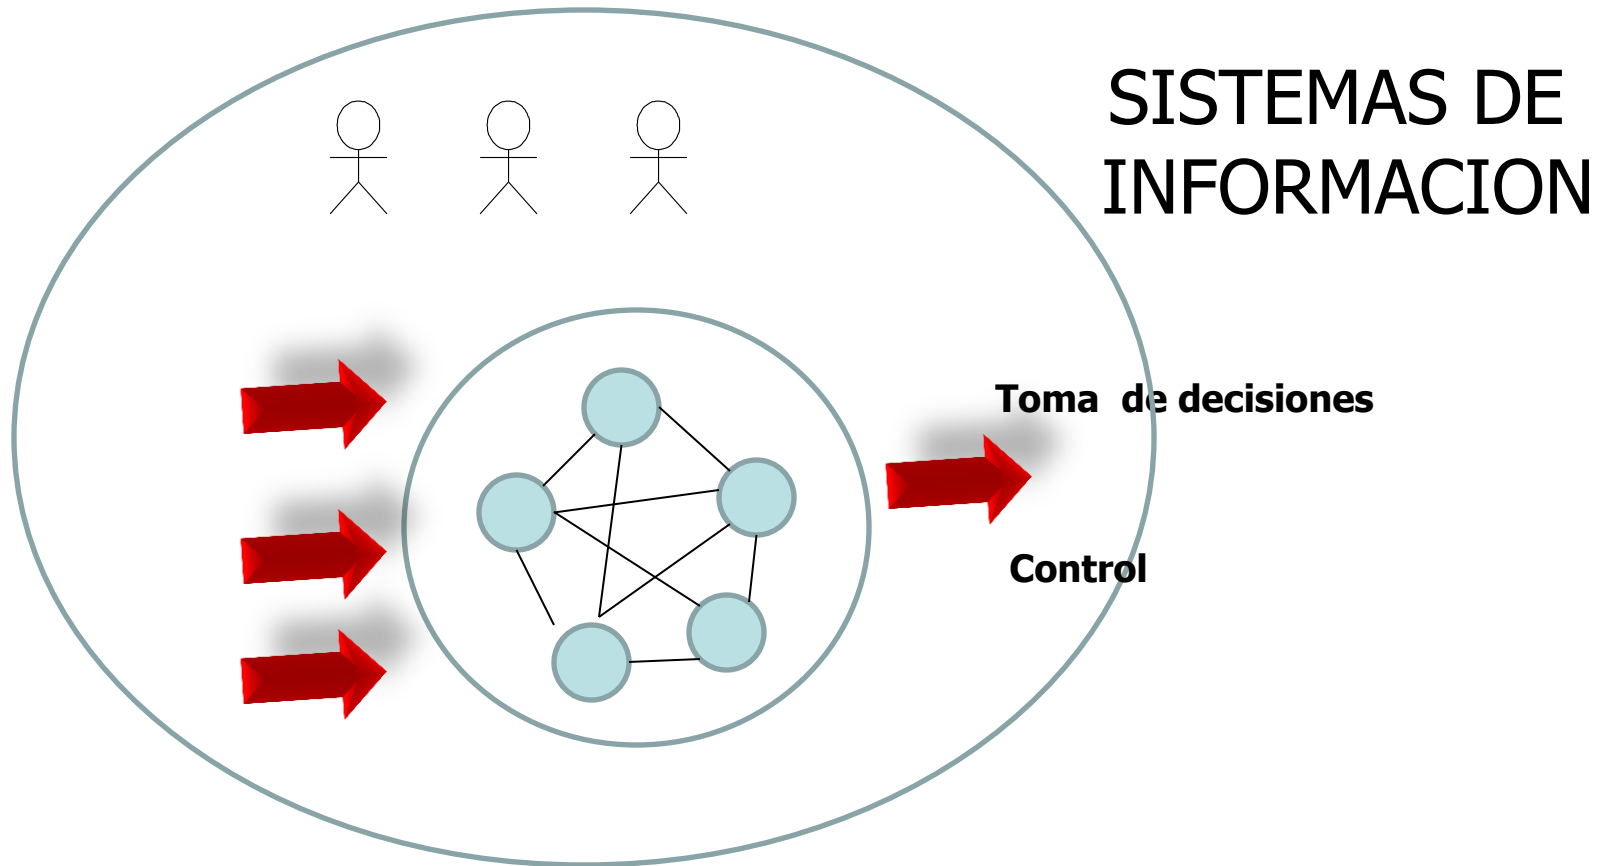 SISTEMAS DE
INFORMACION
Toma de decisiones
Control